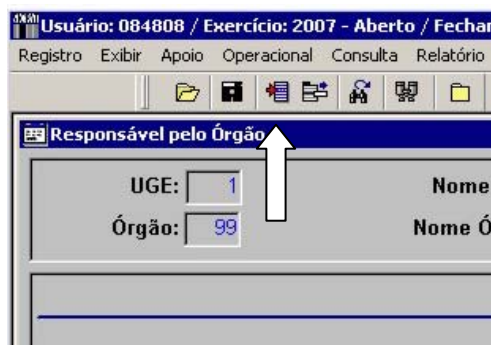 Usuário: 084808 / Exercício: 2007 - Aberto / Fechar
Registro Exibir Apoio Operacional Consulta Relatório
Responsável pelo Órgão
UGE: 1 Nome
Órgão: 99 Nome Ó